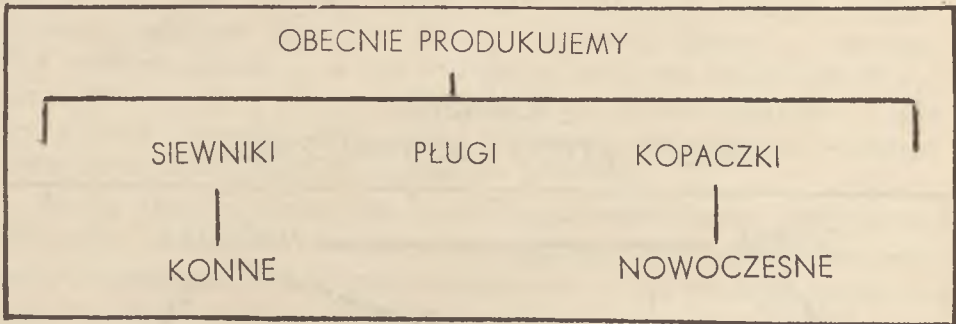 OBECNIE PRODUKUJEMY
SIEWNIKI PŁUGI KOPACZKI
KONNE NOWOCZESNE